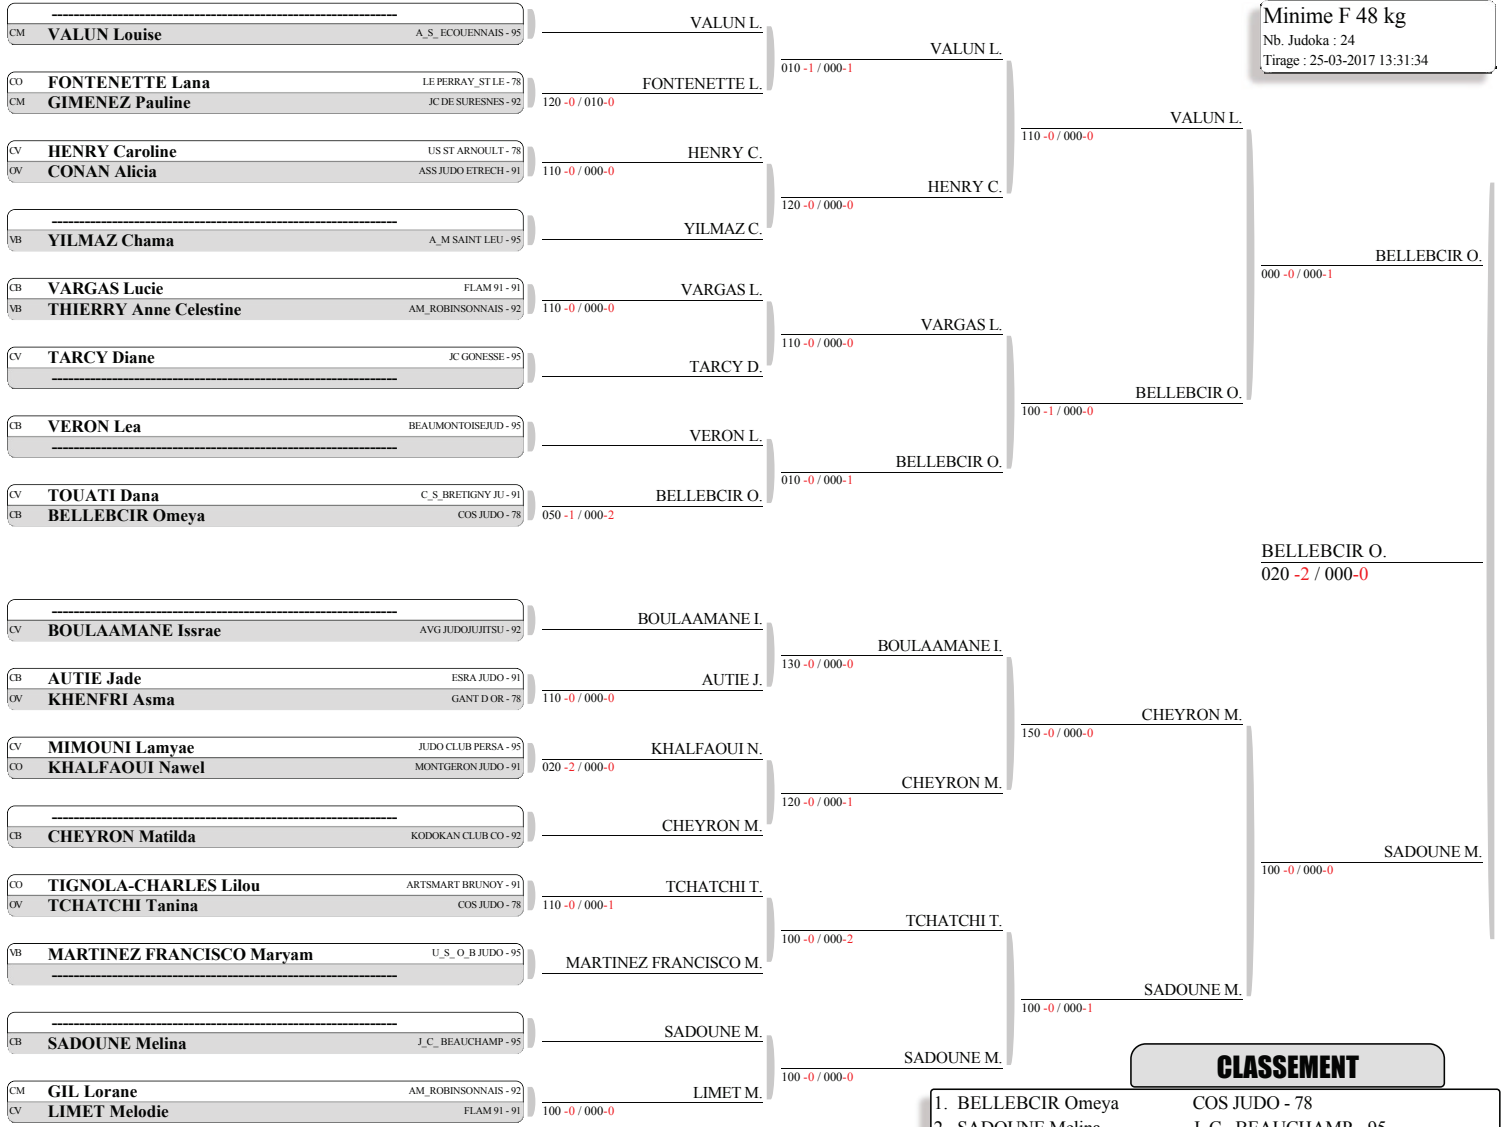 Minime F 48 kg
Nb. Judoka : 24
Tirage : 25-03-2017 13:31:34
CM VALUN Louise A_S_ ECOUENNAIS - 95
CO FONTENETTE Lana LE PERRAY_ST LE - 78
CM GIMENEZ Pauline JC DE SURESNES - 92
CV HENRY Caroline US ST ARNOULT - 78
OV CONAN Alicia ASS JUDO ETRECH - 91
VB YILMAZ Chama A_M SAINT LEU - 95
CB VARGAS Lucie FLAM 91 - 91
VB THIERRY Anne Celestine AM_ROBINSONNAIS - 92
CV TARCY Diane JC GONESSE - 95
CB VERON Lea BEAUMONTOISEJUD - 95
CV TOUATI Dana C_S_BRETIGNY JU - 91
CB BELLEBCIR Omeya COS JUDO - 78
CV BOULAAMANE Issrae AVG JUDOJUJITSU - 92
CB AUTIE Jade ESRA JUDO - 91
OV KHENFRI Asma GANT D OR - 78
CV MIMOUNI Lamyae JUDO CLUB PERSA - 95
CO KHALFAOUI Nawel MONTGERON JUDO - 91
CB CHEYRON Matilda KODOKAN CLUB CO - 92
CO TIGNOLA-CHARLES Lilou ARTSMART BRUNOY - 91
OV TCHATCHI Tanina COS JUDO - 78
VB MARTINEZ FRANCISCO Maryam U_S_ O_B JUDO - 95
CB SADOUNE Melina J_C_ BEAUCHAMP - 95
CM GIL Lorane AM_ROBINSONNAIS - 92
CV LIMET Melodie FLAM 91 - 91
VALUN L.
FONTENETTE L.
120 -0 / 010-0
HENRY C.
110 -0 / 000-0
YILMAZ C.
VARGAS L.
110 -0 / 000-0
TARCY D.
VERON L.
BELLEBCIR O.
050 -1 / 000-2
BOULAAMANE I.
AUTIE J.
110 -0 / 000-0
KHALFAOUI N.
020 -2 / 000-0
CHEYRON M.
TCHATCHI T.
110 -0 / 000-1
MARTINEZ FRANCISCO M.
SADOUNE M.
LIMET M.
100 -0 / 000-0
VALUN L.
010 -1 / 000-1
HENRY C.
120 -0 / 000-0
VARGAS L.
110 -0 / 000-0
BELLEBCIR O.
010 -0 / 000-1
BOULAAMANE I.
130 -0 / 000-0
CHEYRON M.
120 -0 / 000-1
TCHATCHI T.
100 -0 / 000-2
SADOUNE M.
100 -0 / 000-0
VALUN L.
110 -0 / 000-0
BELLEBCIR O.
100 -1 / 000-0
CHEYRON M.
150 -0 / 000-0
SADOUNE M.
100 -0 / 000-1
BELLEBCIR O.
000 -0 / 000-1
SADOUNE M.
100 -0 / 000-0
BELLEBCIR O.
020 -2 / 000-0
CLASSEMENT
1. BELLEBCIR Omeya COS JUDO - 78
2. SADOUNE Melina J_C_ BEAUCHAMP - 95